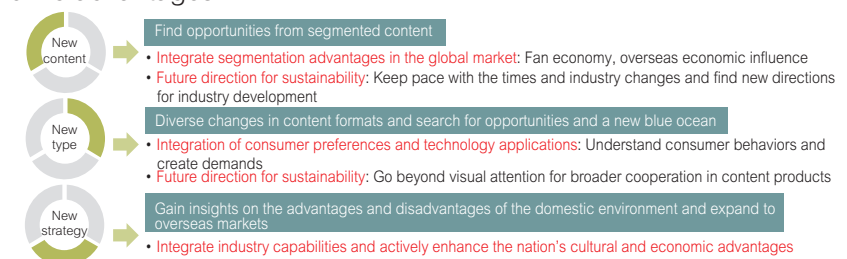 New
content
Find opportunities from segmented content
• Integrate segmentation advantages in the global market: Fan economy, overseas economic influence
• Future direction for sustainability: Keep pace with the times and industry changes and find new directions
for industry development
New
type
Diverse changes in content formats and search for opportunities and a new blue ocean
• Integration of consumer preferences and technology applications: Understand consumer behaviors and
create demands
• Future direction for sustainability: Go beyond visual attention for broader cooperation in content products
New
strategy
Gain insights on the advantages and disadvantages of the domestic environment and expand to
overseas markets
• Integrate industry capabilities and actively enhance the nation's cultural and economic advantages